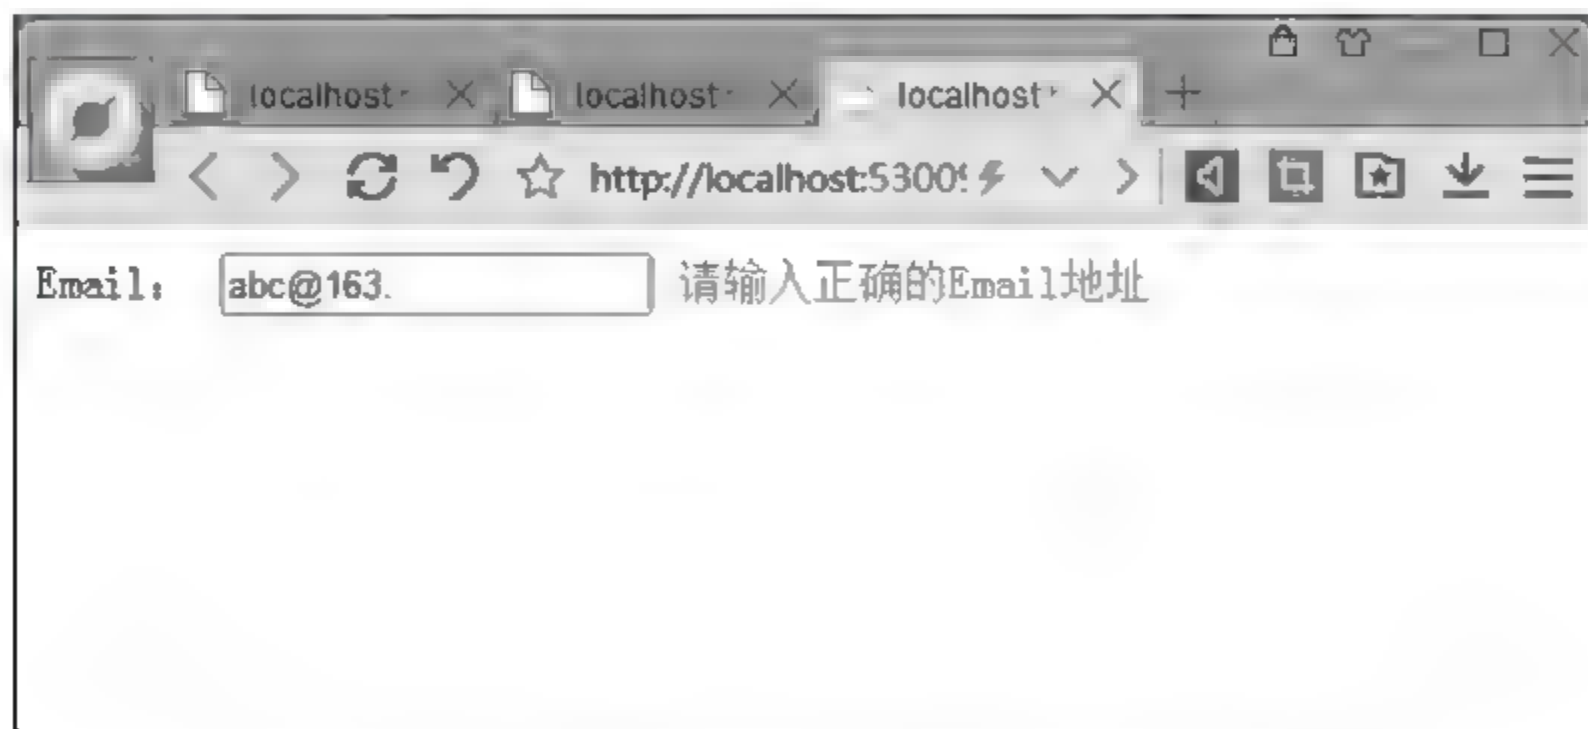 localhost localhost localhost
http://localhost:5300
Email: abc@163. 请输入正确的Email地址